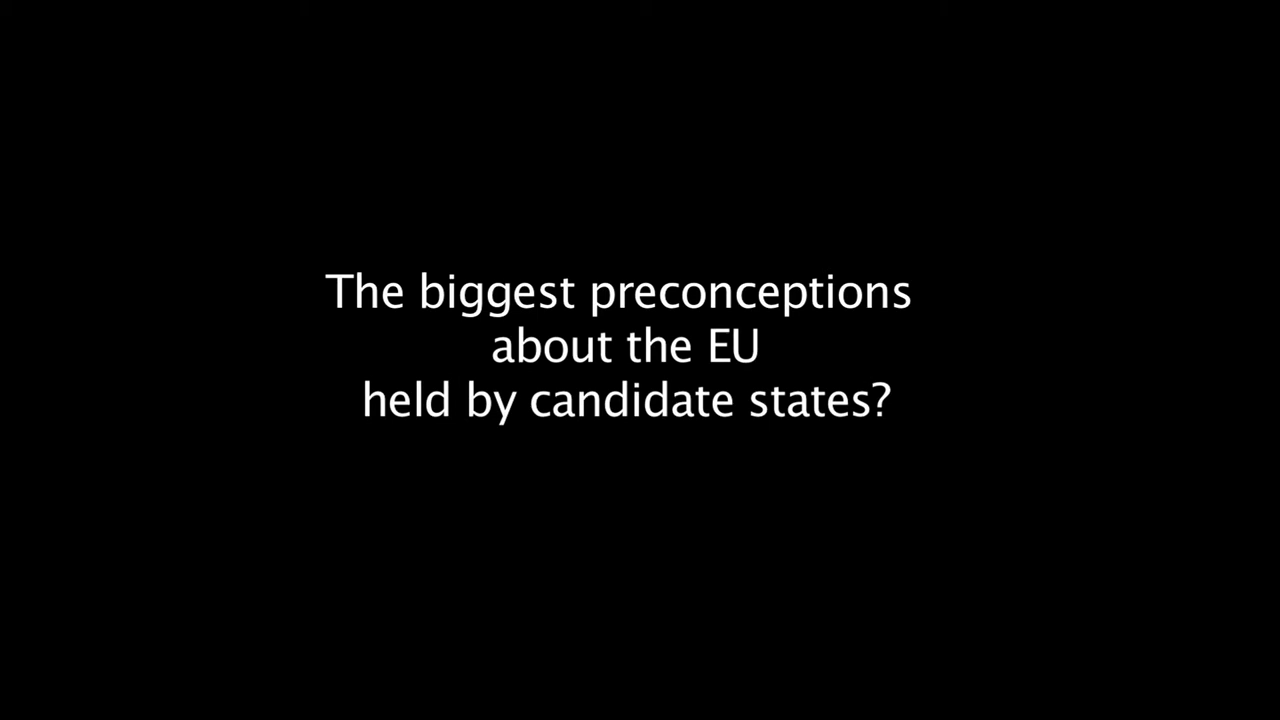 The biggest preconceptions
about the EU
held by candidate states?